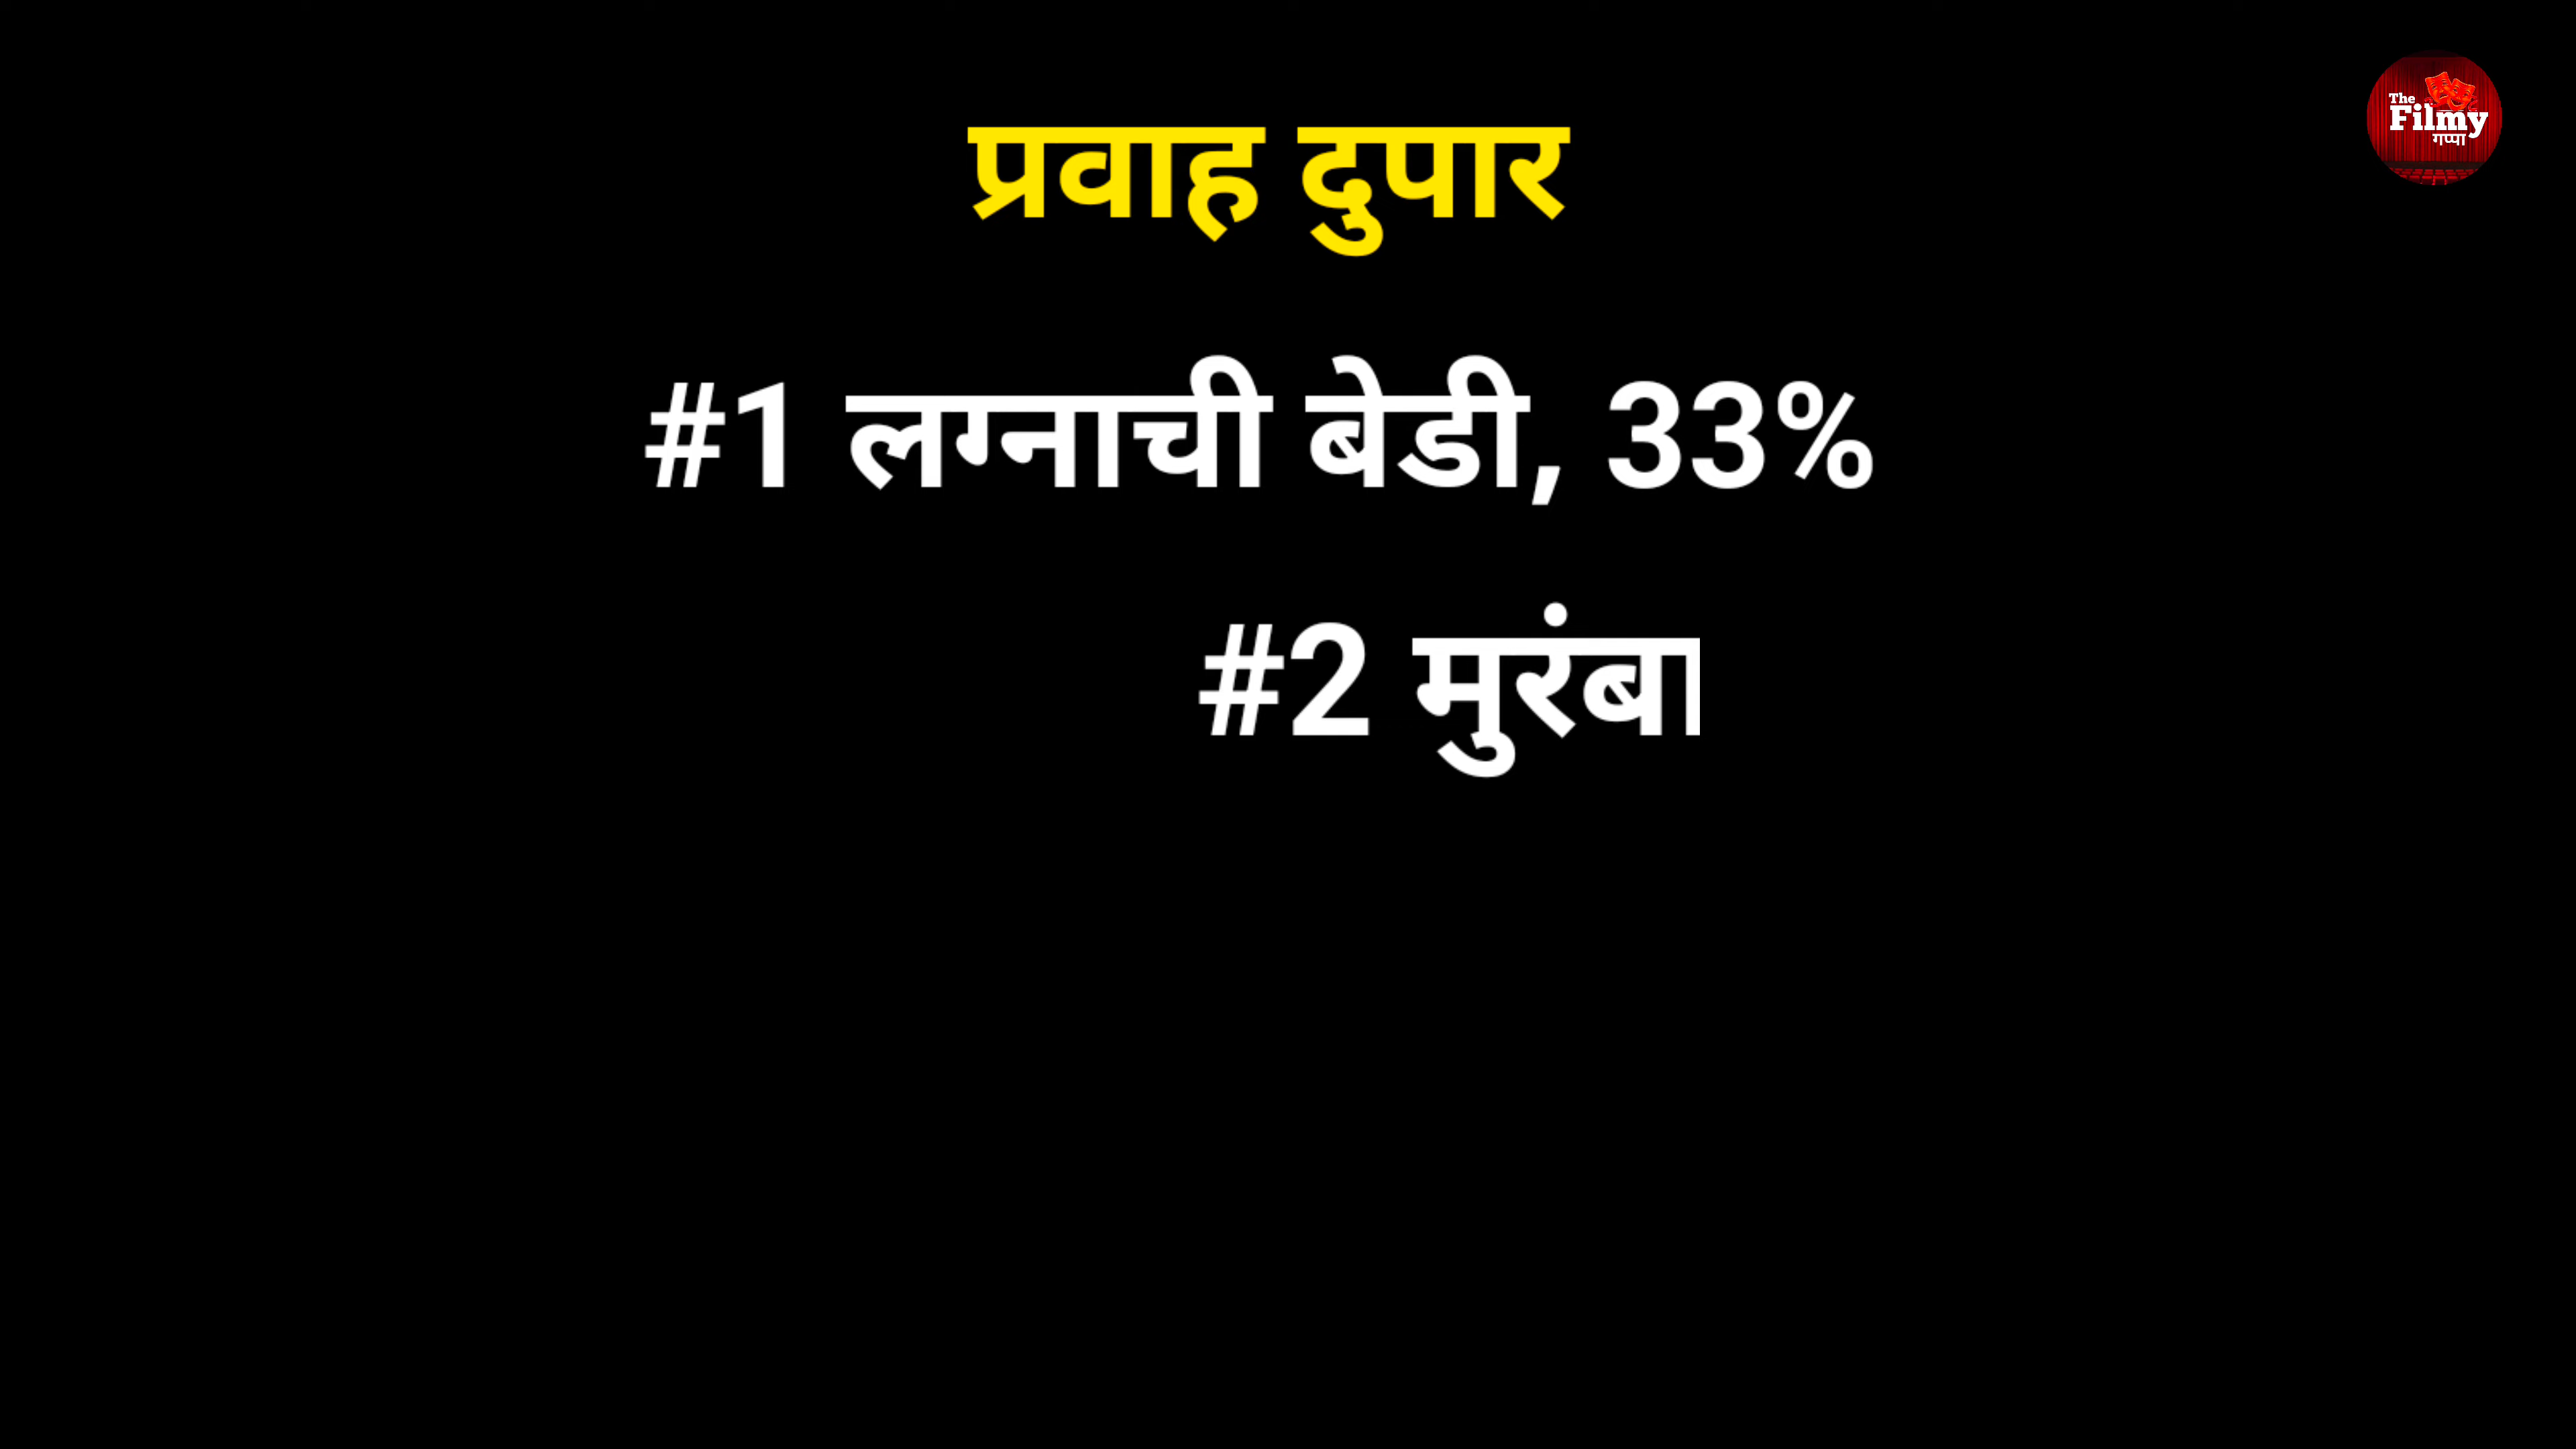 The
Filmy
गप्पा
प्रवाह दुपार
#1 लग्नाची बेडी, 33%
#2 मुरंबा